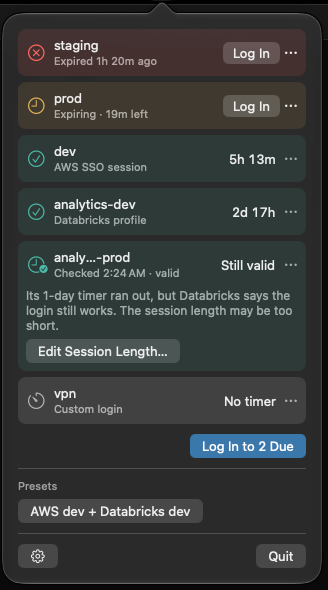 staging
Expired 1h 20m ago
Log In
prod
Expiring · 19m left
Log In
dev
AWS SSO session
5h 13m
analytics-dev
Databricks profile
2d 17h
analy...-prod
Checked 2:24 AM · valid
Still valid
Its 1-day timer ran out, but Databricks says the
login still works. The session length may be too
short.
Edit Session Length...
vpn
Custom login
No timer
Log In to 2 Due
Presets
AWS dev + Databricks dev
Quit